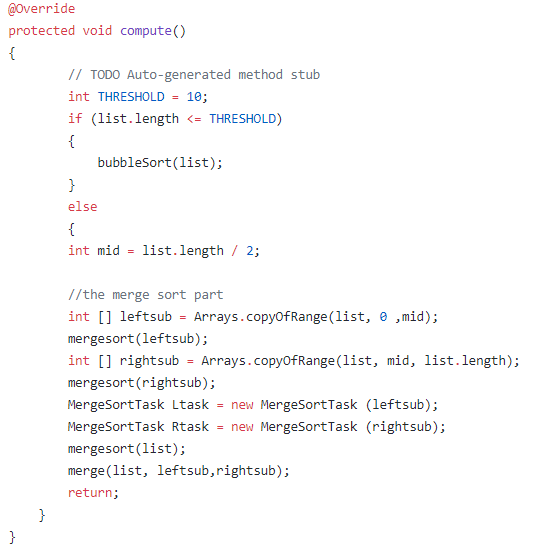 @Override
protected void compute()
{
// TODO Auto-generated method stub
int THRESHOLD = 10;
if (list.length <= THRESHOLD)
{
bubbleSort(list);
}
else
{
int mid = list.length / 2;
//the merge sort part
int [] leftsub = Arrays.copyOfRange(list, 0 ,mid);
mergesort(leftsub);
int [] rightsub = Arrays.copyOfRange(list, mid, list.length);
mergesort(rightsub);
MergeSortTask Ltask = new MergeSortTask (leftsub);
MergeSortTask Rtask = new MergeSortTask (rightsub);
mergesort(list);
merge(list, leftsub,rightsub);
return;
}
}